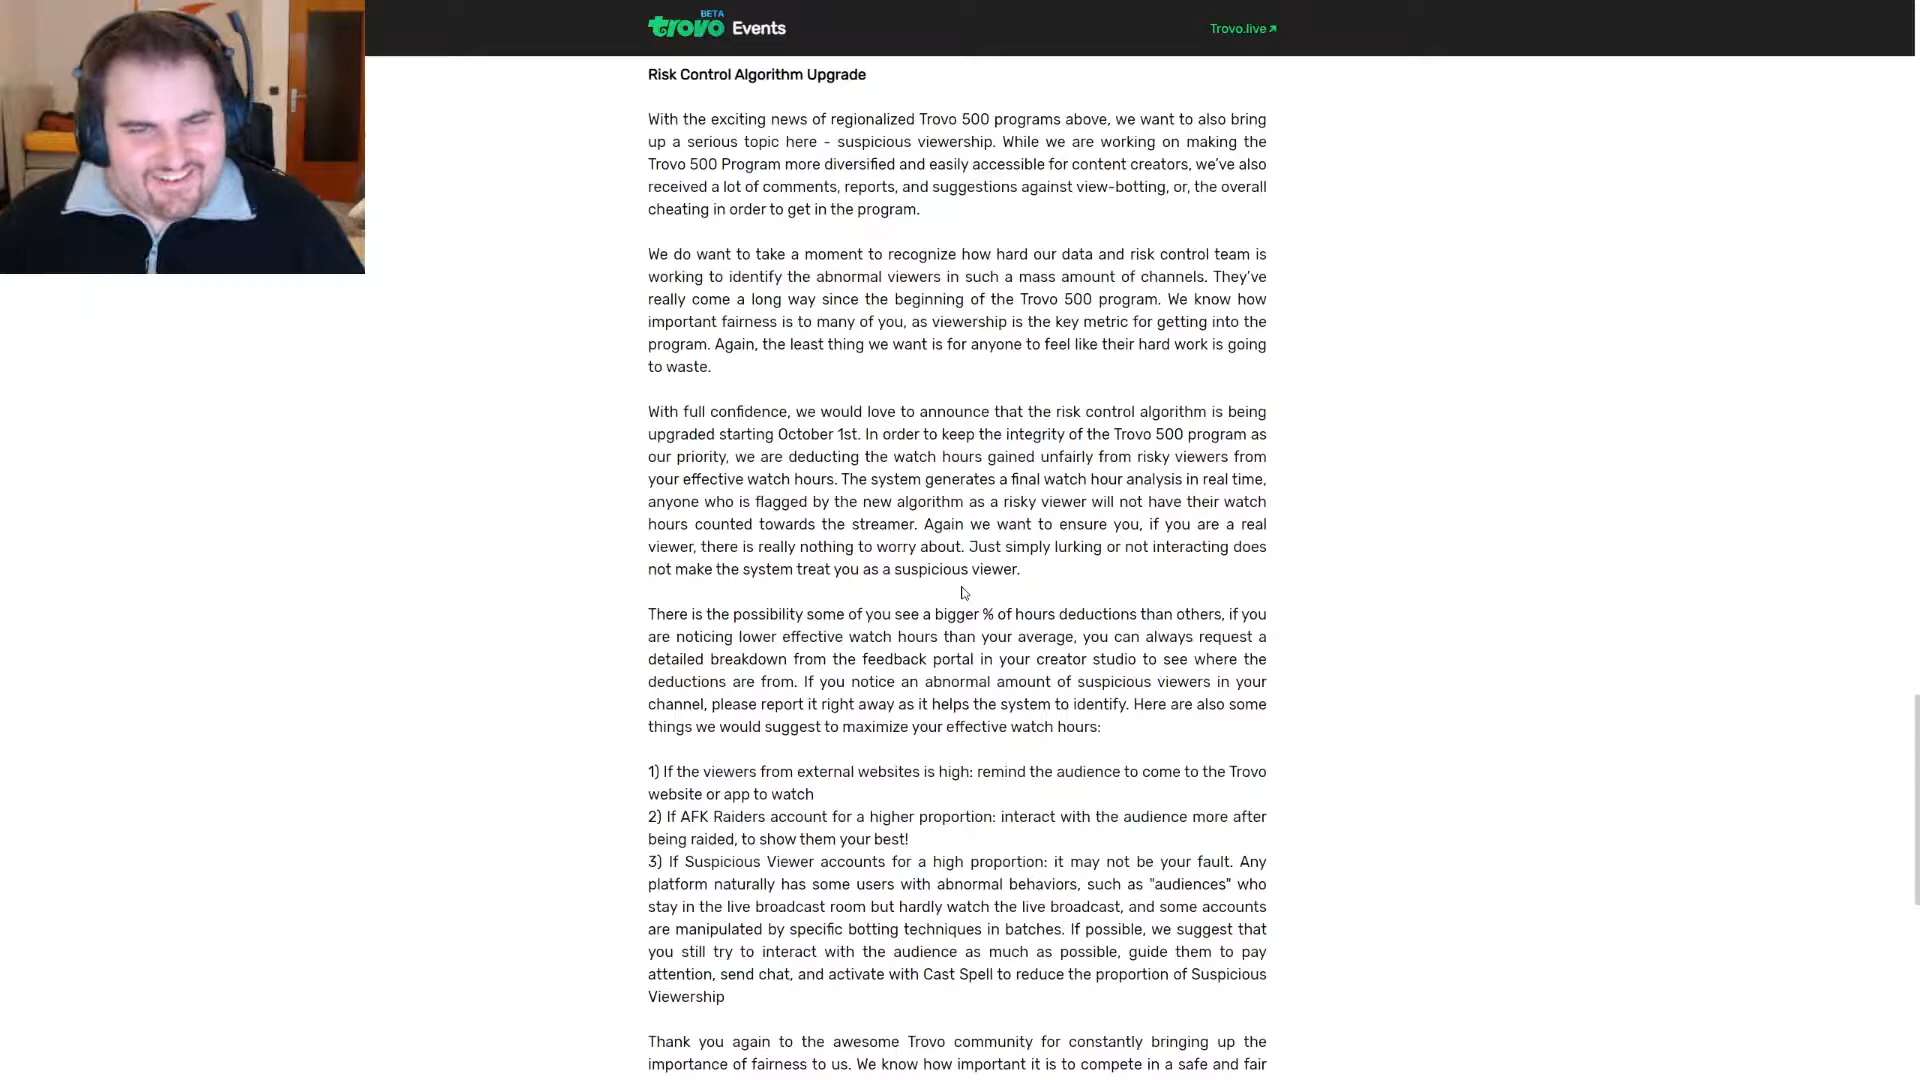 BETA
trovo Events
Trovo.live
Risk Control Algorithm Upgrade
With the exciting news of regionalized Trovo 500 programs above, we want to also bring
up a serious topic here - suspicious viewership. While we are working on making the
Trovo 500 Program more diversified and easily accessible for content creators, we've also
received a lot of comments, reports, and suggestions against view-botting, or, the overall
cheating in order to get in the program.
We do want to take a moment to recognize how hard our data and risk control team is
working to identify the abnormal viewers in such a mass amount of channels. They've
really come a long way since the beginning of the Trovo 500 program. We know how
important fairness is to many of you, as viewership is the key metric for getting into the
program. Again, the least thing we want is for anyone to feel like their hard work is going
to waste.
With full confidence, we would love to announce that the risk control algorithm is being
upgraded starting October 1st. In order to keep the integrity of the Trovo 500 program as
our priority, we are deducting the watch hours gained unfairly from risky viewers from
your effective watch hours. The system generates a final watch hour analysis in real time,
anyone who is flagged by the new algorithm as a risky viewer will not have their watch
hours counted towards the streamer. Again we want to ensure you, if you are a real
viewer, there is really nothing to worry about. Just simply lurking or not interacting does
not make the system treat you as a suspicious viewer.
There is the possibility some of you see a bigger % of hours deductions than others, if you
are noticing lower effective watch hours than your average, you can always request a
detailed breakdown from the feedback portal in your creator studio to see where the
deductions are from. If you notice an abnormal amount of suspicious viewers in your
channel, please report it right away as it helps the system to identify. Here are also some
things we would suggest to maximize your effective watch hours:
1) If the viewers from external websites is high: remind the audience to come to the Trovo
website or app to watch
2) If AFK Raiders account for a higher proportion: interact with the audience more after
being raided, to show them your best!
3) If Suspicious Viewer accounts for a high proportion: it may not be your fault. Any
platform naturally has some users with abnormal behaviors, such as "audiences" who
stay in the live broadcast room but hardly watch the live broadcast, and some accounts
are manipulated by specific botting techniques in batches. If possible, we suggest that
you still try to interact with the audience as much as possible, guide them to pay
attention, send chat, and activate with Cast Spell to reduce the proportion of Suspicious
Viewership
Thank you again to the awesome Trovo community for constantly bringing up the
importance of fairness to us. We know how important it is to compete in a safe and fair